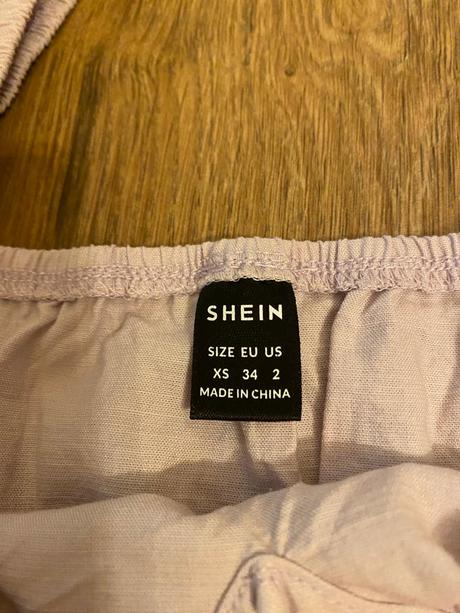 SHEIN
SIZE EU US
XS 34 2
MADE IN CHINA